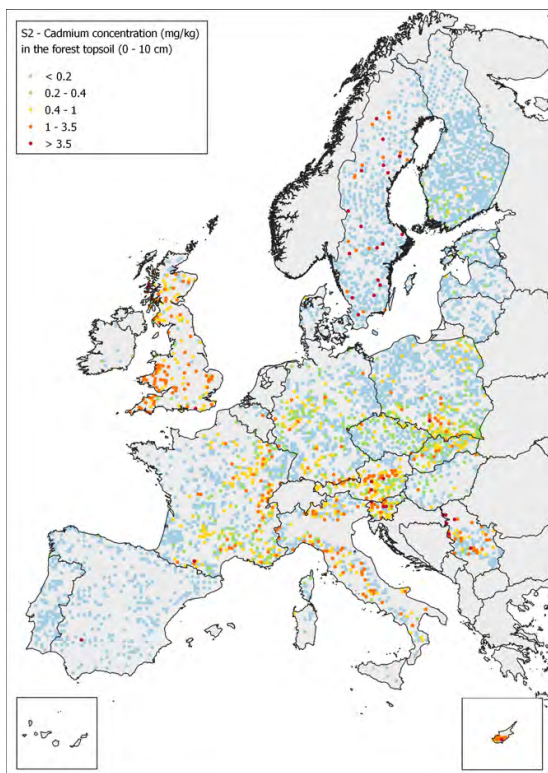 S2 - Cadmium concentration (mg/kg)
in the forest topsoil (0 - 10 cm)
< 0.2
0.2 - 0.4
0.4 - 1
1 - 3.5
> 3.5